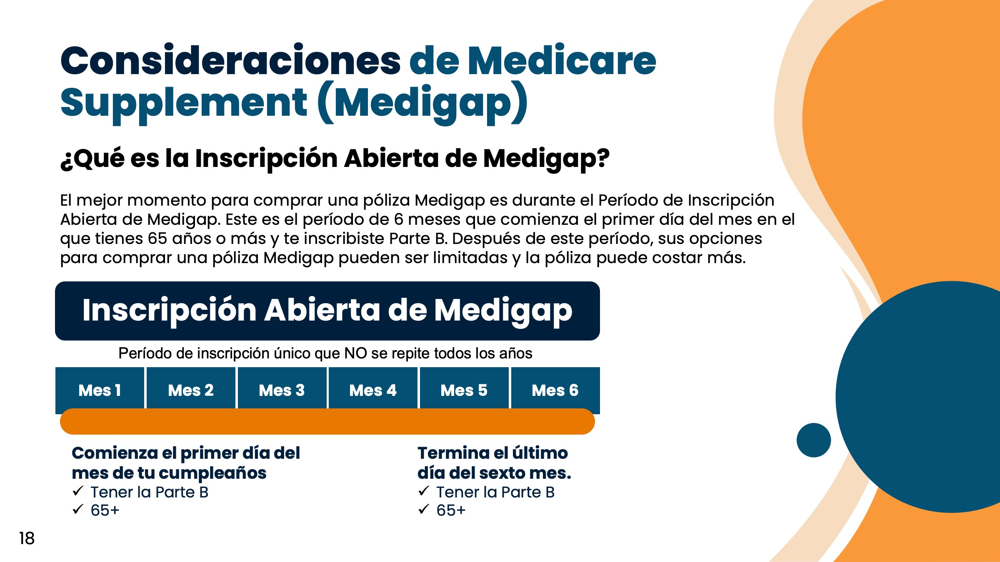 Consideraciones de Medicare
Supplement (Medigap)
¿Qué es la Inscripción Abierta de Medigap?
El mejor momento para comprar una póliza Medigap es durante el Período de Inscripción
Abierta de Medigap. Este es el período de 6 meses que comienza el primer día del mes en el
que tienes 65 años o más y te inscribiste Parte B. Después de este período, sus opciones
para comprar una póliza Medigap pueden ser limitadas y la póliza puede costar más.
Inscripción Abierta de Medigap
Período de inscripción único que NO se repite todos los años
Mes 1 Mes 2 Mes 3 Mes 4 Mes 5 Mes 6
Comienza el primer día del
mes de tu cumpleaños
✓ Tener la Parte B
✓ 65+
Termina el último
día del sexto mes.
✓ Tener la Parte B
✓ 65+
18